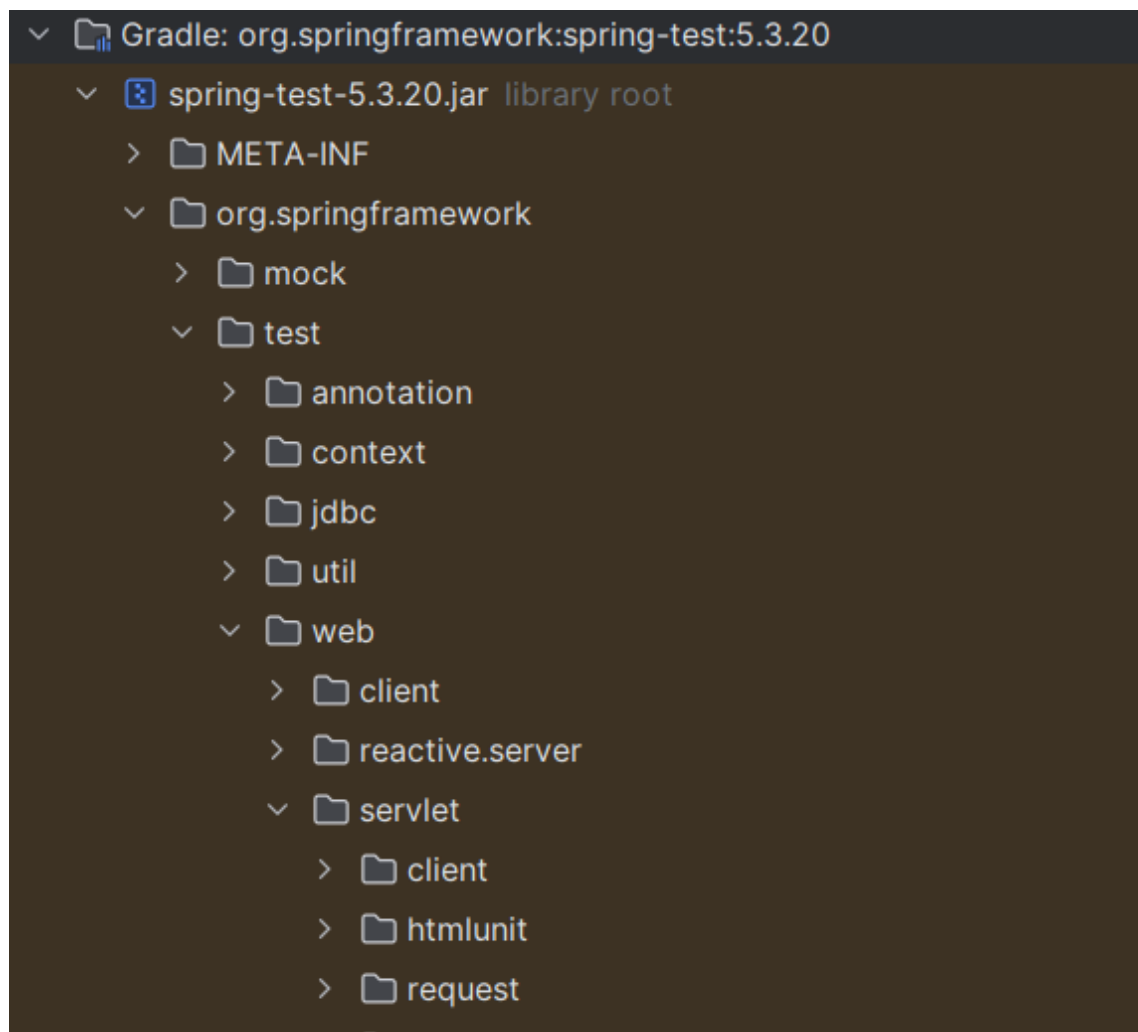 Gradle: org.springframework:spring-test:5.3.20
spring-test-5.3.20.jar library root
META-INF
org.springframework
mock
test
annotation
context
jdbc
util
web
client
reactive.server
servlet
client
htmlunit
request